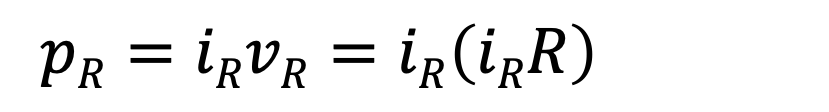 p_R = i_R v_R = i_R(i_R R)